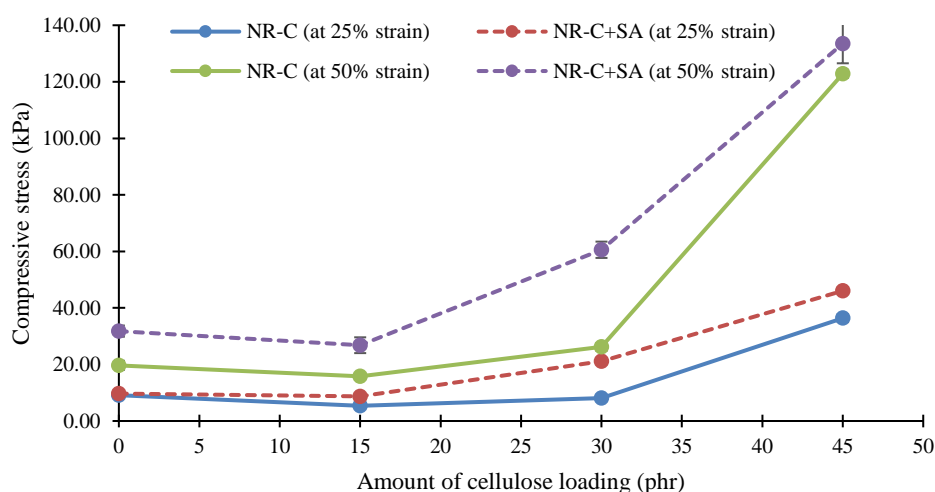 140.00
120.00
100.00
80.00
60.00
40.00
20.00
0.00
Compressive stress (kPa)
NR-C (at 25% strain)
NR-C+SA (at 25% strain)
NR-C (at 50% strain)
NR-C+SA (at 50% strain)
0 5 10 15 20 25 30 35 40 45 50
Amount of cellulose loading (phr)